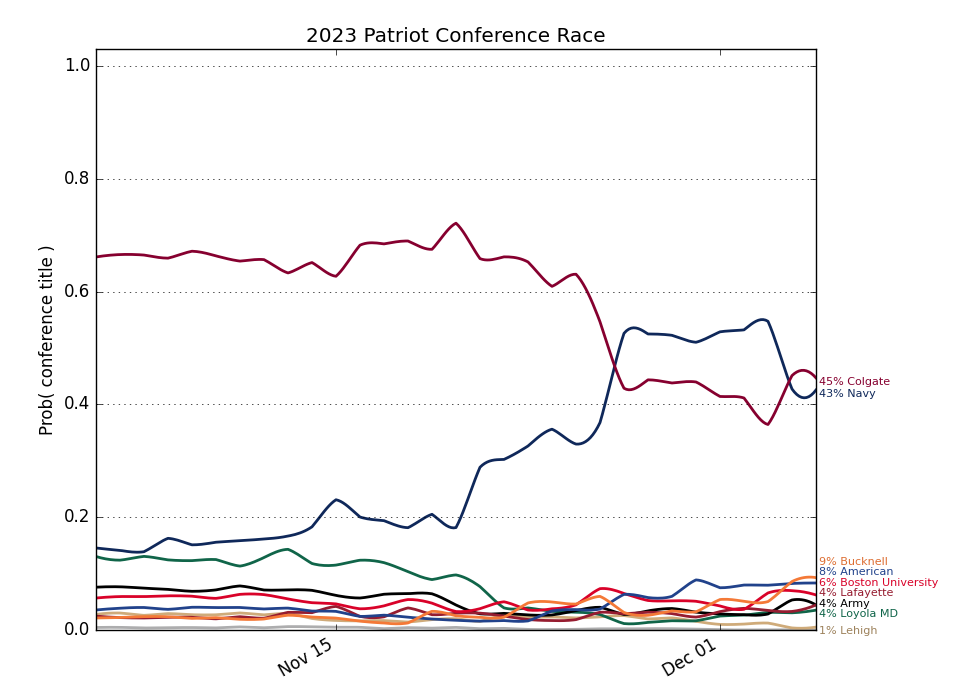 2023 Patriot Conference Race
Prob( conference title )
1.0
0.8
0.6
0.4
0.2
0.0
Nov 15
Dec 01
45% Colgate
43% Navy
9% Bucknell
8% American
6% Boston University
4% Lafayette
4% Army
4% Loyola MD
1% Lehigh